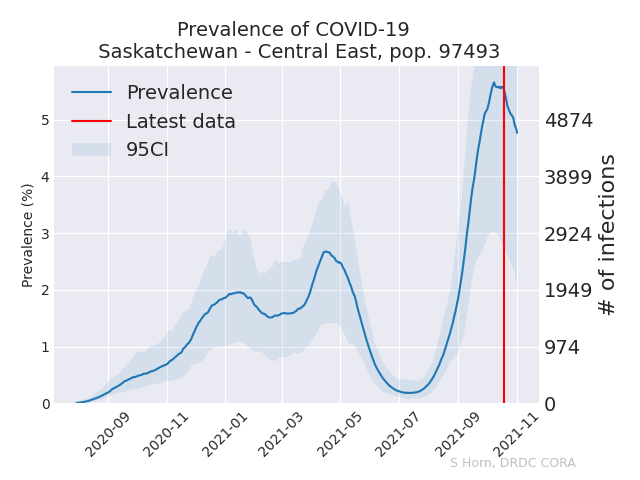 Prevalence of COVID-19
Saskatchewan - Central East, pop. 97493
Prevalence
Latest data
95CI
Prevalence (%)
5
4
3
2
1
0
4874
3899
2924
1949
974
0
# of infections
2020-09
2020-11
2021-01
2021-03
2021-05
2021-07
2021-09
2021-11
S Horn, DRDC CORA